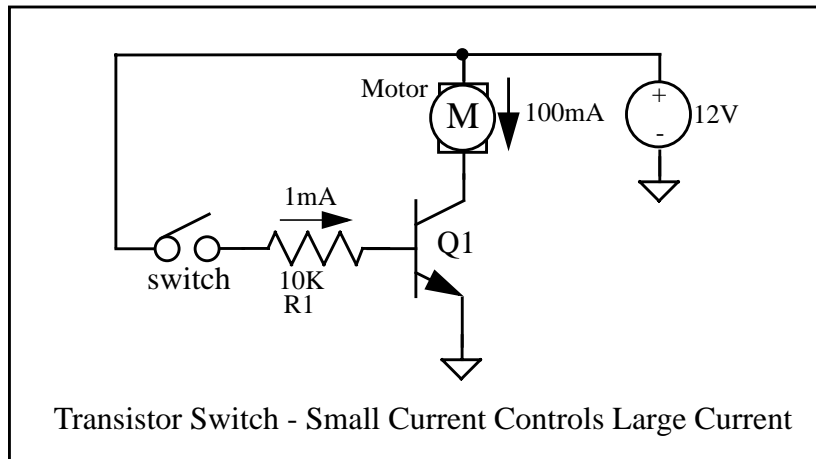 Motor
M
100mA
+
-
12V
1mA
Q1
switch
10K
R1
Transistor Switch - Small Current Controls Large Current